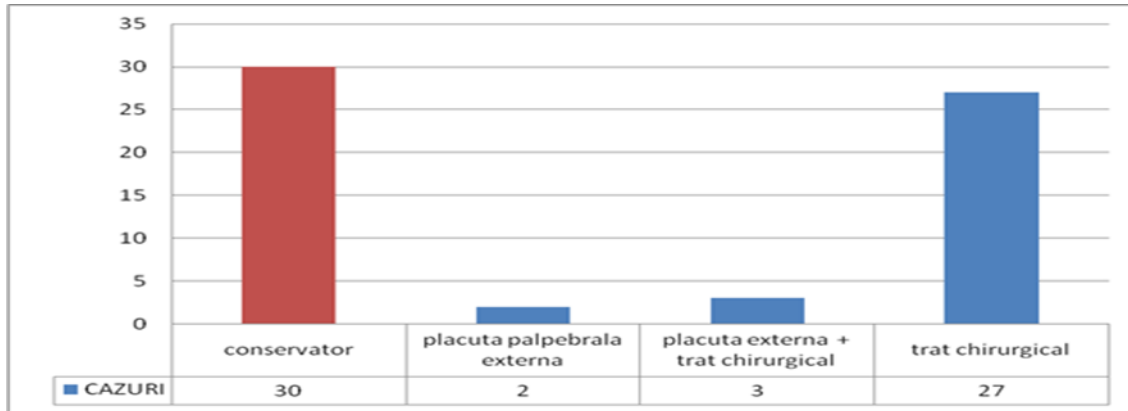 35
30
25
20
15
10
5
0
conservator
placuta palpebrala
externa
placuta externa +
trat chirurgical
trat chirurgical
CAZURI 30 2 3 27